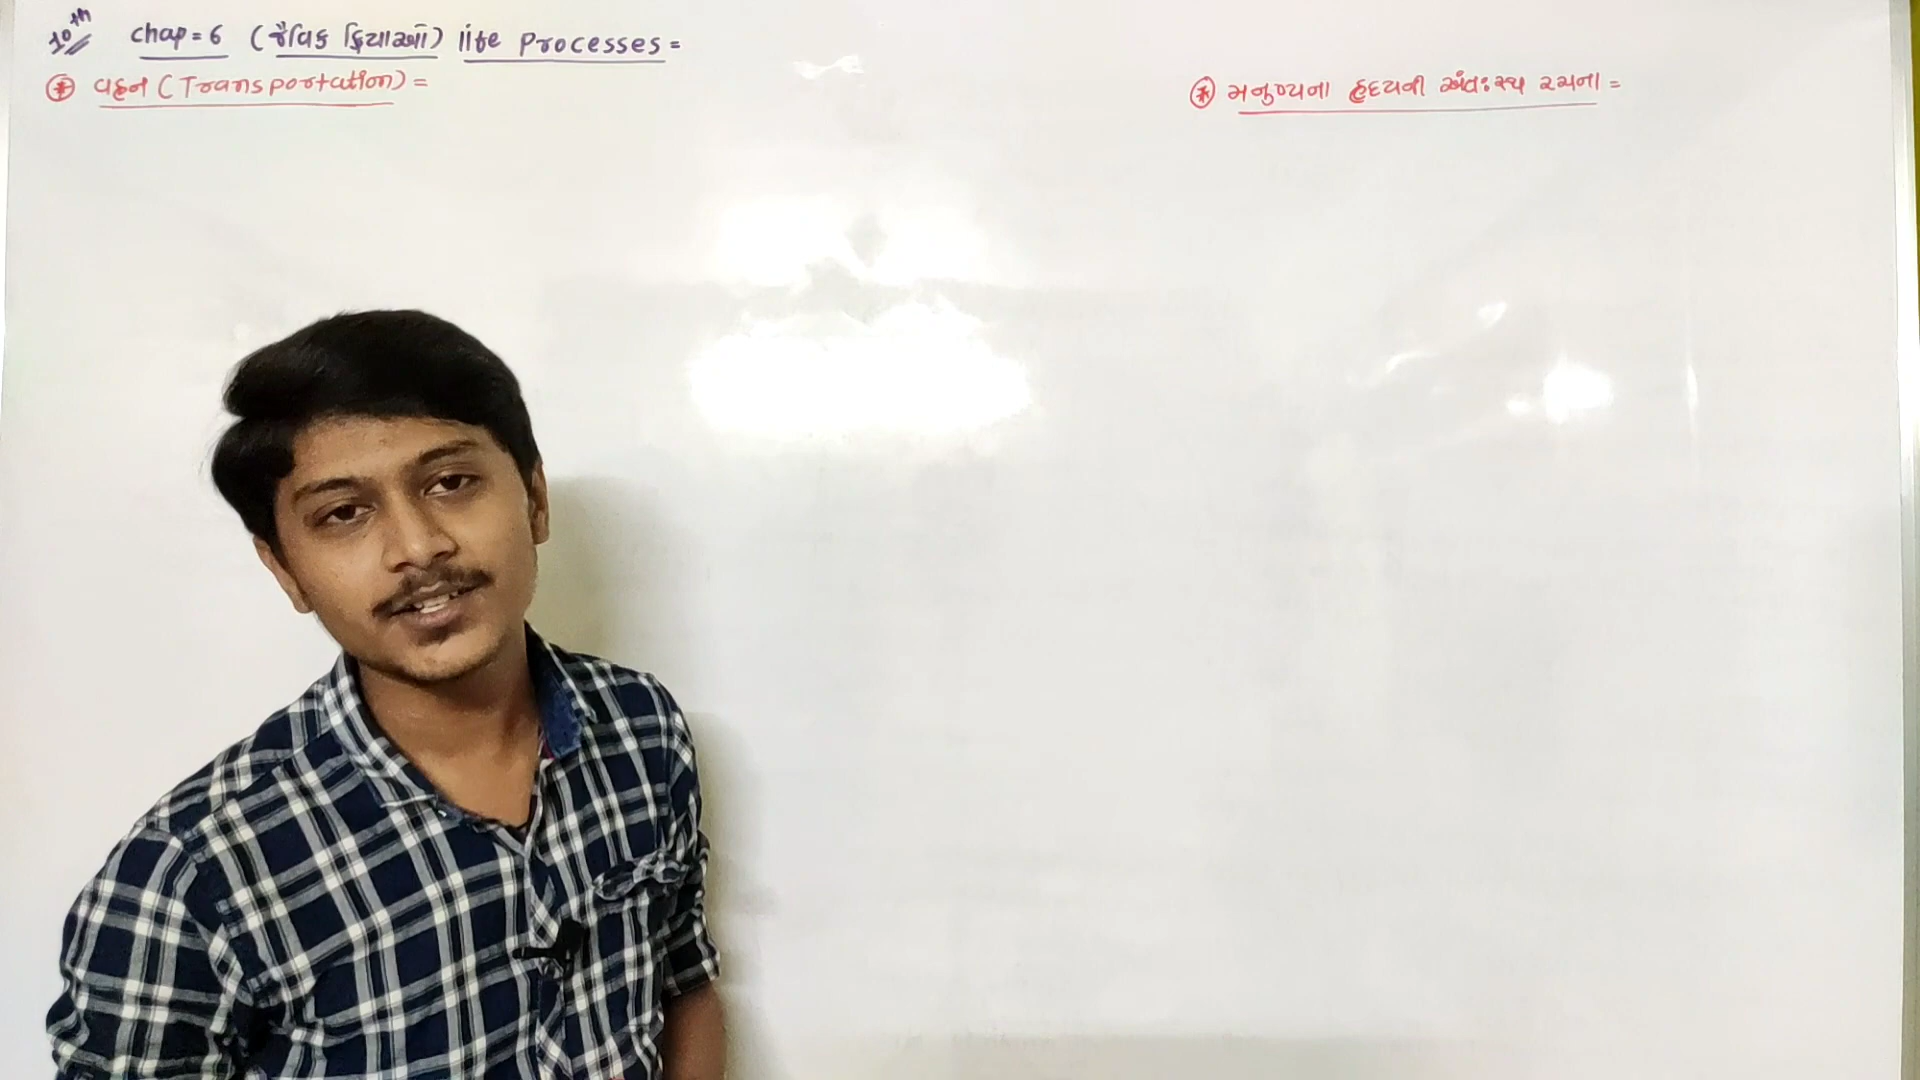 10th chap = 6 (જૈવિક ક્રિયાઓ) life Processes =
* વહન (Transportation) =
* મનુષ્યના હૃદયની અંતઃસ્થ રચના =